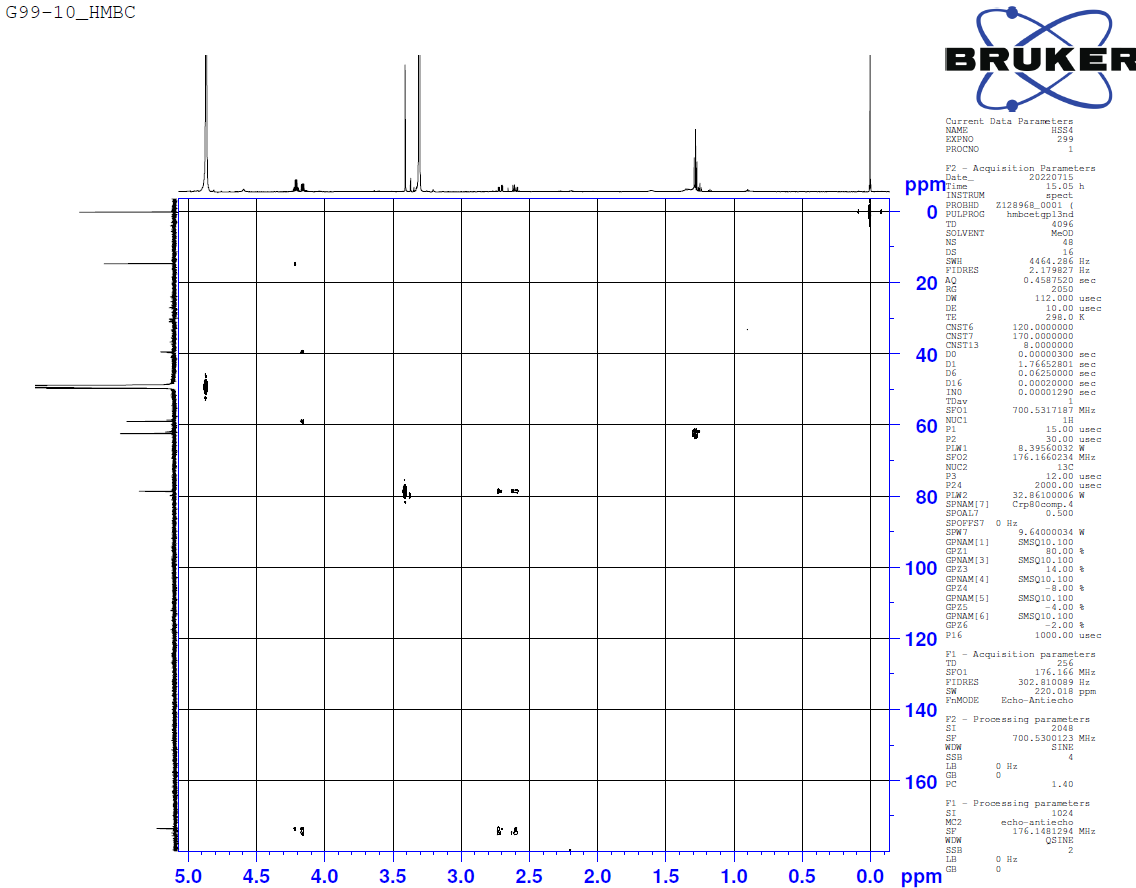 G99-10_HMBC
BRUKER
Current Data Parameters
NAME HSS4
EXPNO 299
PROCNO 1
F2 - Acquisition Parameters
Date_ 20220715
Time 15.05 h
INSTRUM spect
PROBHD Z128968_0001 (
PULPROG hmbcetgpl3nd
TD 4096
SOLVENT MeOD
NS 48
DS 16
SWH 4464.286 Hz
FIDRES 2.179827 Hz
AQ 0.4587520 sec
RG 2050
DW 112.000 usec
DE 10.00 usec
TE 298.0 K
CNST6 120.0000000
CNST7 170.0000000
CNST13 8.0000000
D0 0.00000300 sec
D1 1.76652801 sec
D6 0.06250000 sec
D16 0.00020000 sec
IN0 0.00001290 sec
TDav 1
SFO1 700.5317187 MHz
NUC1 1H
P1 15.00 usec
P2 30.00 usec
PLW1 8.39560032 W
SFO2 176.1660234 MHz
NUC2 13C
P3 12.00 usec
P24 2000.00 usec
PLW2 32.86100006 W
SPNAM[7] Crp80comp.4
SPOAL7 0.500
SPOFFS7 0 Hz
SPW7 9.64000034 W
GPNAM[1] SMSQ10.100
GPZ1 80.00 %
GPNAM[3] SMSQ10.100
GPZ3 14.00 %
GPNAM[4] SMSQ10.100
GPZ4 -8.00 %
GPNAM[5] SMSQ10.100
GPZ5 -4.00 %
GPNAM[6] SMSQ10.100
GPZ6 -2.00 %
P16 1000.00 usec
F1 - Acquisition parameters
TD 256
SFO1 176.166 MHz
FIDRES 302.810089 Hz
SW 220.018 ppm
FnMODE Echo-Antiecho
F2 - Processing parameters
SI 2048
SF 700.5300123 MHz
WDW SINE
SSB 4
LB 0 Hz
GB 0
PC 1.40
F1 - Processing parameters
SI 1024
MC2 echo-antiecho
SF 176.1481294 MHz
WDW QSINE
SSB 2
LB 0 Hz
GB 0
ppm
0
20
40
60
80
100
120
140
160
5.0 4.5 4.0 3.5 3.0 2.5 2.0 1.5 1.0 0.5 0.0 ppm